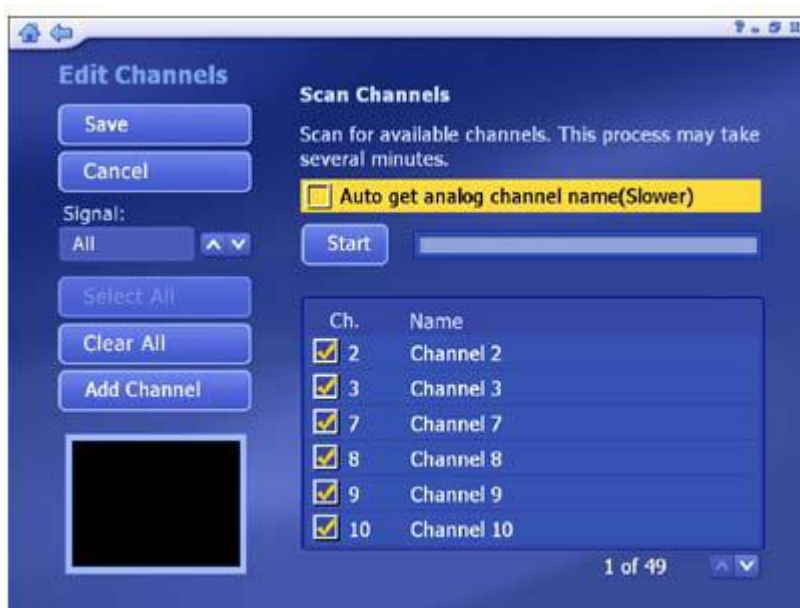 Edit Channels
Save
Cancel
Signal:
All
Select All
Clear All
Add Channel
Scan Channels
Scan for available channels. This process may take
several minutes.
Auto get analog channel name(Slower)
Start
Ch. Name
2 Channel 2
3 Channel 3
7 Channel 7
8 Channel 8
9 Channel 9
10 Channel 10
1 of 49